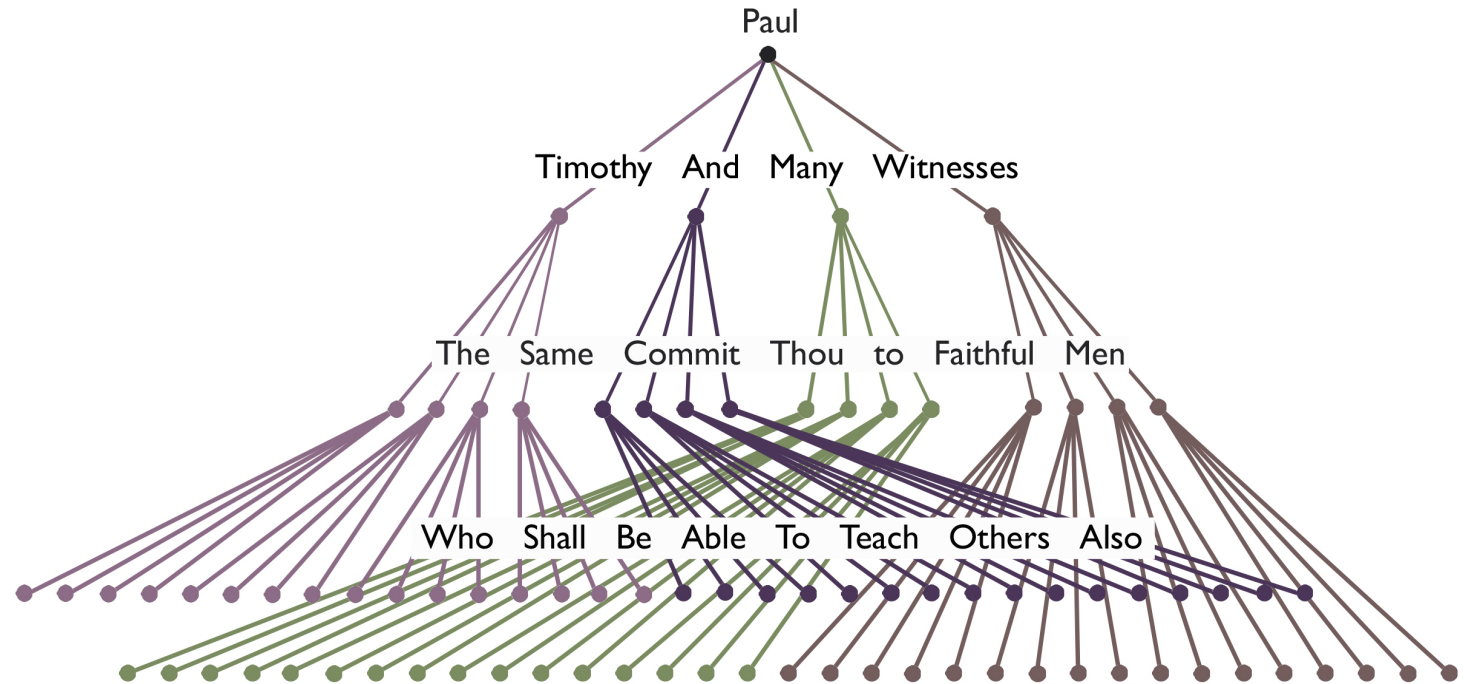 Paul
Timothy And Many Witnesses
The Same Commit Thou to Faithful Men
Who Shall Be Able To Teach Others Also